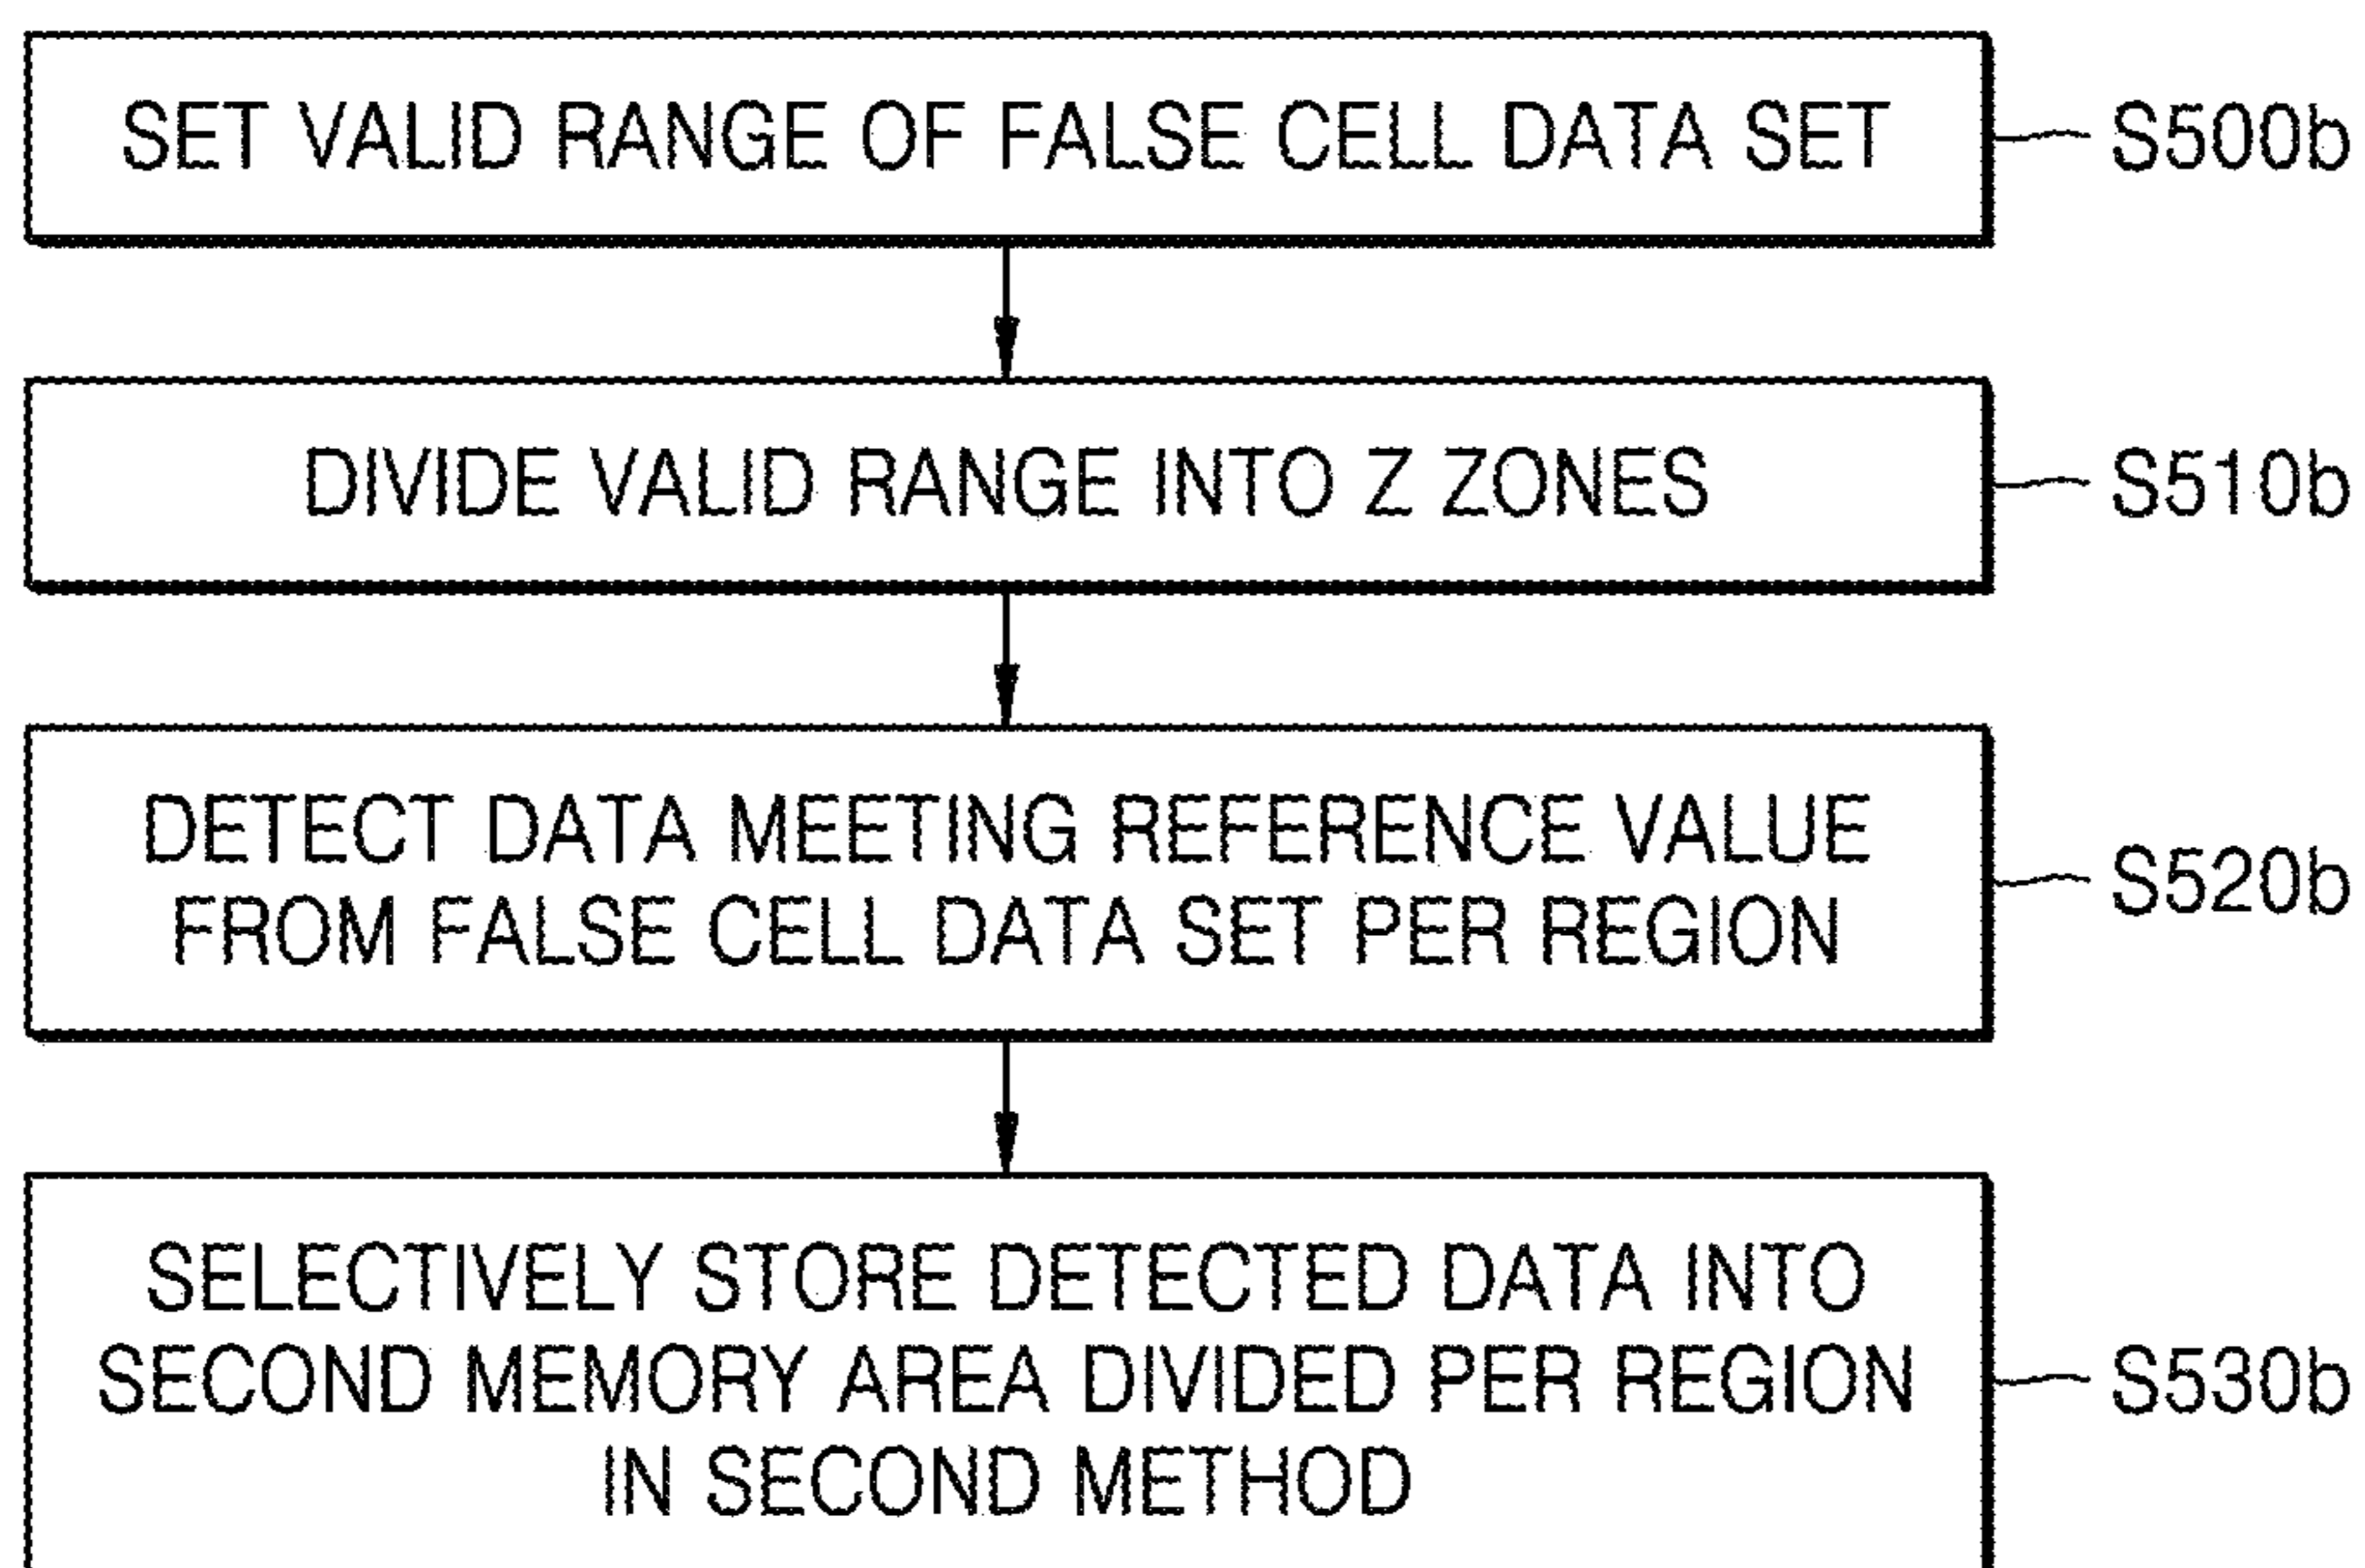 SET VALID RANGE OF FALSE CELL DATA SET
S500b
DIVIDE VALID RANGE INTO Z ZONES
S510b
DETECT DATA MEETING REFERENCE VALUE
FROM FALSE CELL DATA SET PER REGION
S520b
SELECTIVELY STORE DETECTED DATA INTO
SECOND MEMORY AREA DIVIDED PER REGION
IN SECOND METHOD
S530b